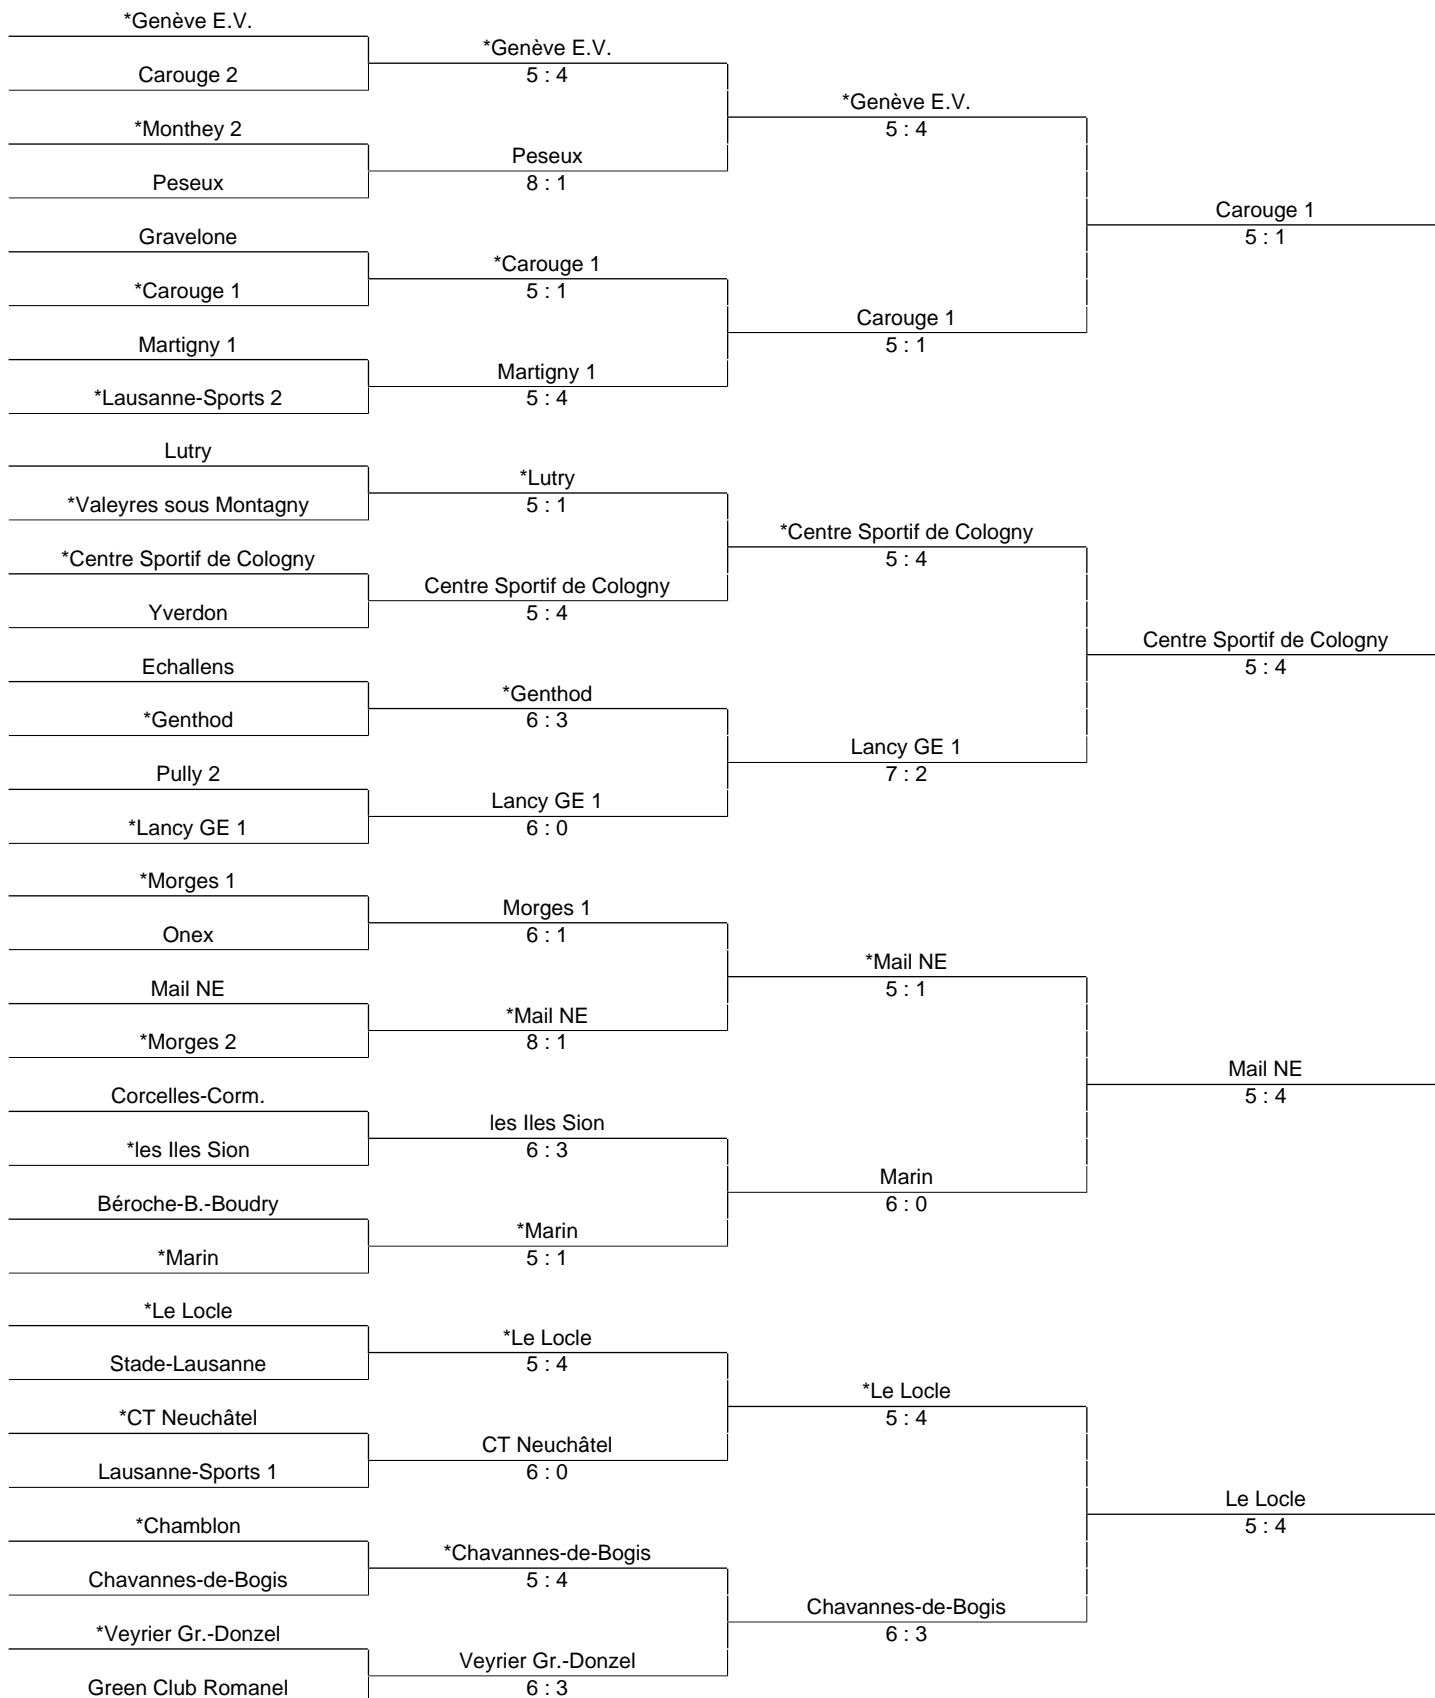 *Genève E.V.
Carouge 2
*Monthey 2
Peseux
Gravelone
*Carouge 1
Martigny 1
*Lausanne-Sports 2
Lutry
*Valeyres sous Montagny
*Centre Sportif de Cologny
Yverdon
Echallens
*Genthod
Pully 2
*Lancy GE 1
*Morges 1
Onex
Mail NE
*Morges 2
Corcelles-Corm.
*les Iles Sion
Béroche-B.-Boudry
*Marin
*Le Locle
Stade-Lausanne
*CT Neuchâtel
Lausanne-Sports 1
*Chamblon
Chavannes-de-Bogis
*Veyrier Gr.-Donzel
Green Club Romanel
*Genève E.V.
5 : 4
Peseux
8 : 1
*Carouge 1
5 : 1
Martigny 1
5 : 4
*Lutry
5 : 1
Centre Sportif de Cologny
5 : 4
*Genthod
6 : 3
Lancy GE 1
6 : 0
Morges 1
6 : 1
*Mail NE
8 : 1
les Iles Sion
6 : 3
*Marin
5 : 1
*Le Locle
5 : 4
CT Neuchâtel
6 : 0
*Chavannes-de-Bogis
5 : 4
Veyrier Gr.-Donzel
6 : 3
*Genève E.V.
5 : 4
Carouge 1
5 : 1
*Centre Sportif de Cologny
5 : 4
Lancy GE 1
7 : 2
*Mail NE
5 : 1
Marin
6 : 0
*Le Locle
5 : 4
Chavannes-de-Bogis
6 : 3
Carouge 1
5 : 1
Centre Sportif de Cologny
5 : 4
Mail NE
5 : 4
Le Locle
5 : 4